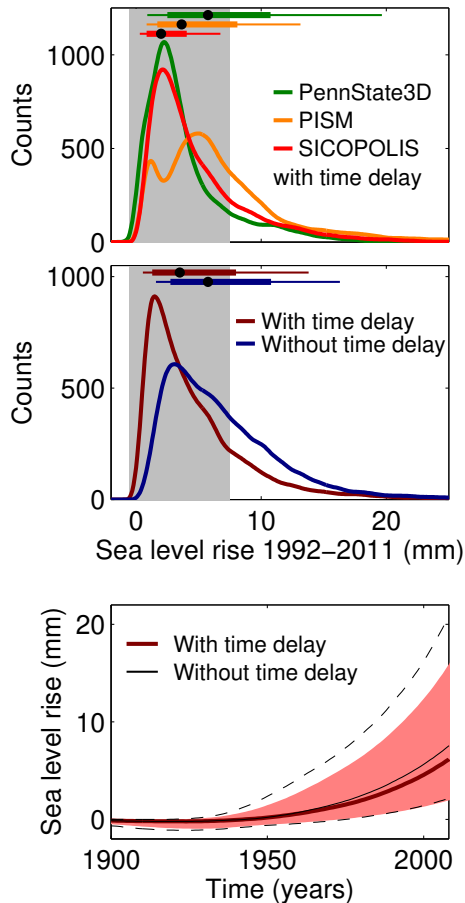 1000
500
0
Counts
PennState3D
PISM
SICOPOLIS
with time delay
1000
500
0
Counts
With time delay
Without time delay
0 10 20
Sea level rise 1992−2011 (mm)
20
10
0
Sea level rise (mm)
With time delay
Without time delay
1900 1950 2000
Time (years)